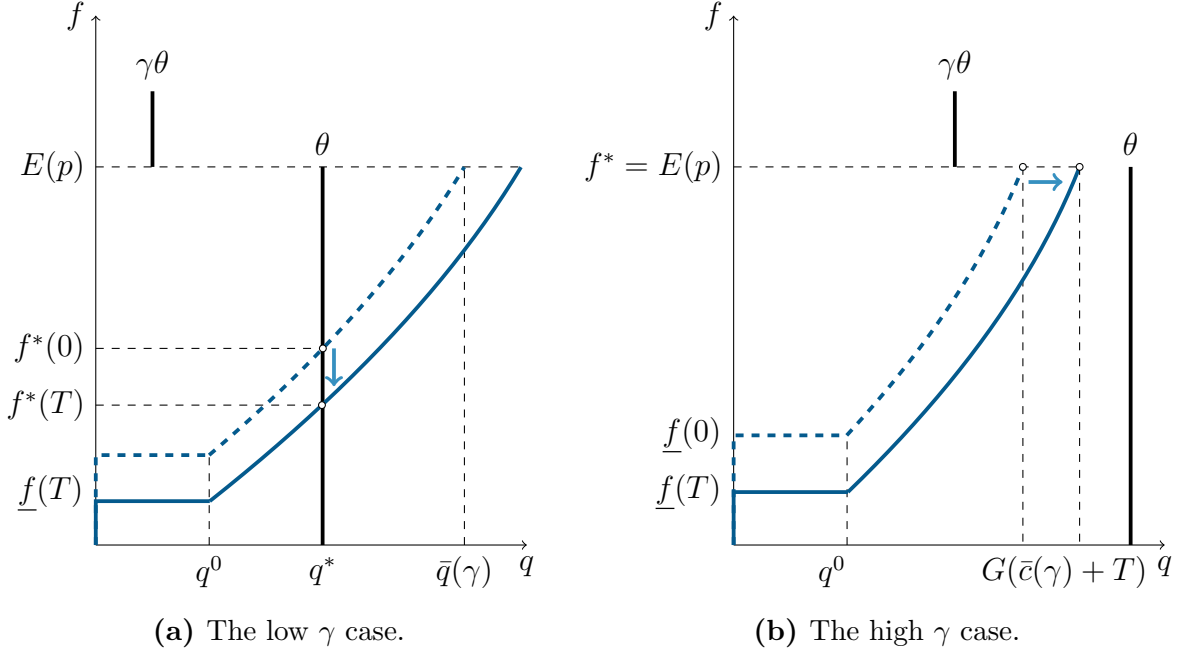 f
γθ
E(p)
θ
f*(0)
f*(T)
f(T)
q⁰
q*
q̄(γ)
q
(a) The low γ case.
f
γθ
f* = E(p)
θ
f(0)
f(T)
q⁰
G(c̄(γ) + T)
q
(b) The high γ case.